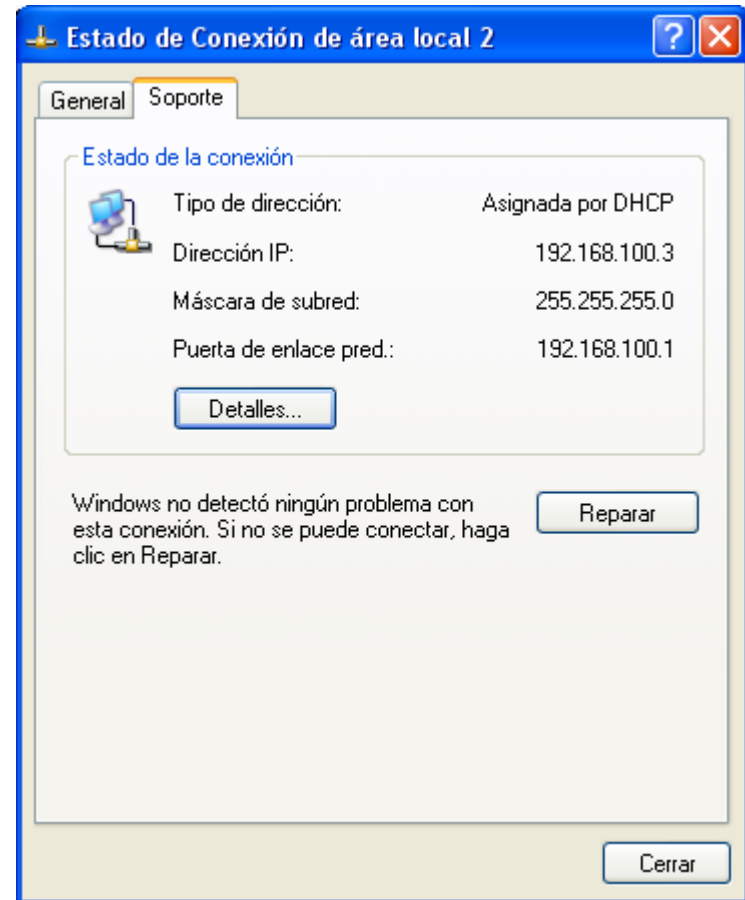 Estado de Conexión de área local 2
General
Soporte
Estado de la conexión
Tipo de dirección: Asignada por DHCP
Dirección IP: 192.168.100.3
Máscara de subred: 255.255.255.0
Puerta de enlace pred.: 192.168.100.1
Detalles...
Windows no detectó ningún problema con
esta conexión. Si no se puede conectar, haga
clic en Reparar.
Reparar
Cerrar